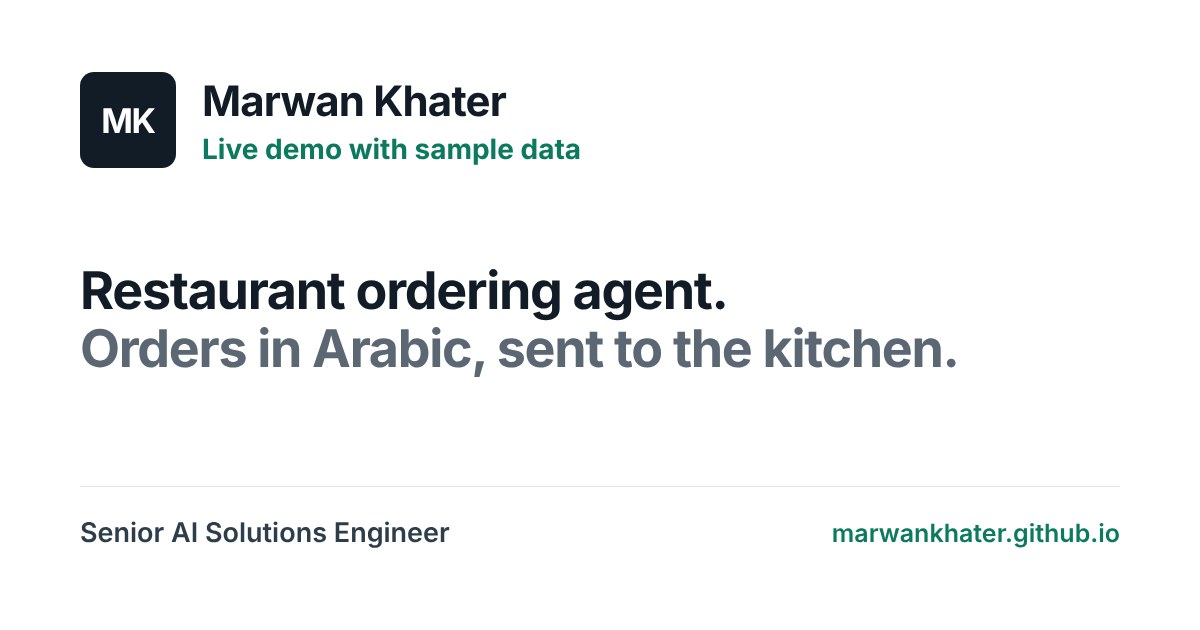 MK
Marwan Khater
Live demo with sample data
Restaurant ordering agent.
Orders in Arabic, sent to the kitchen.
Senior AI Solutions Engineer
marwankhater.github.io